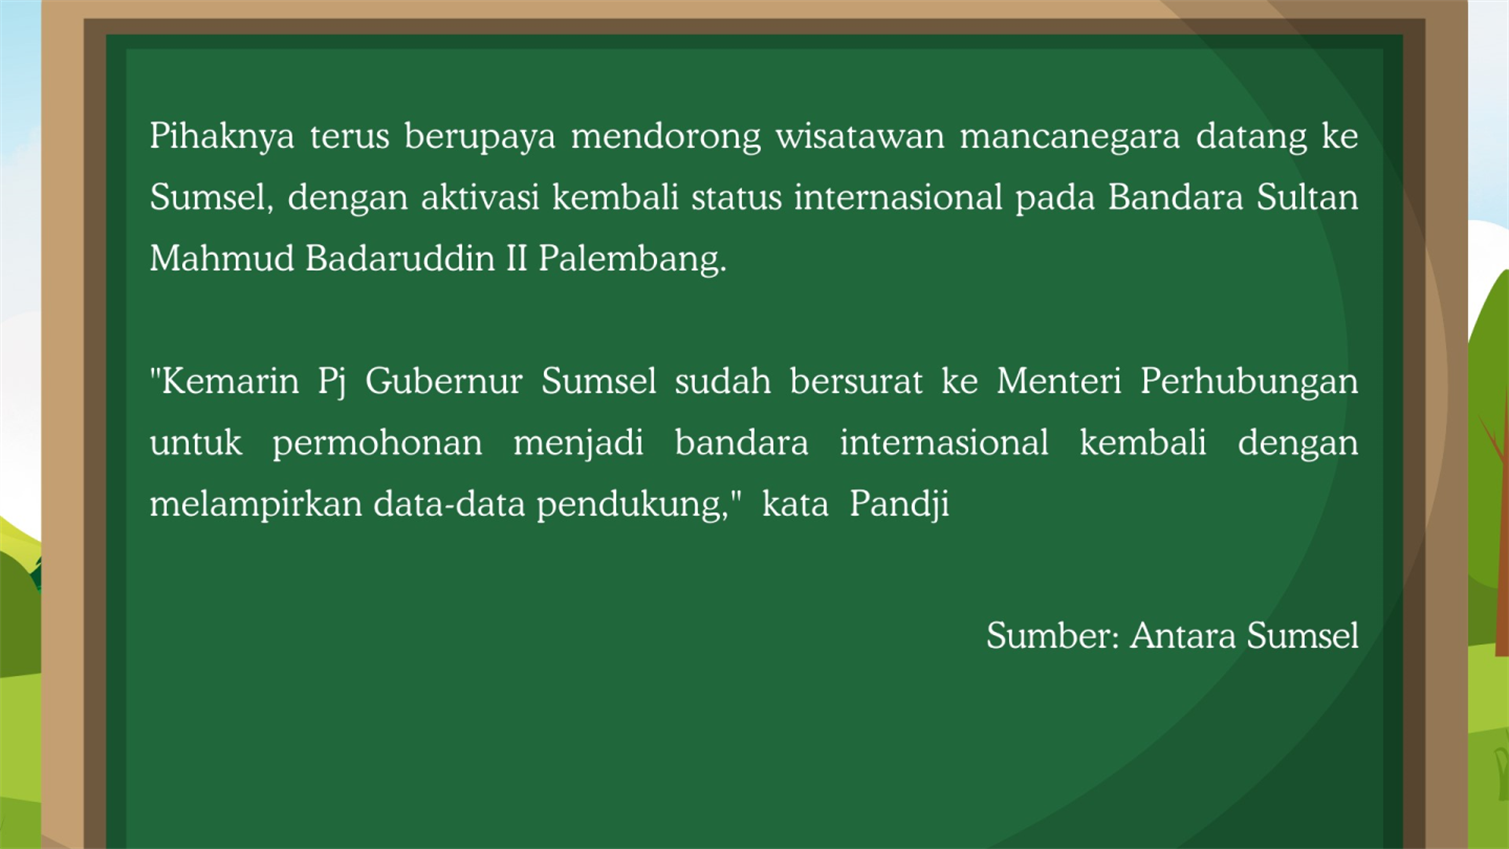 Pihaknya terus berupaya mendorong wisatawan mancanegara datang ke
Sumsel, dengan aktivasi kembali status internasional pada Bandara Sultan
Mahmud Badaruddin II Palembang.
"Kemarin Pj Gubernur Sumsel sudah bersurat ke Menteri Perhubungan
untuk permohonan menjadi bandara internasional kembali dengan
melampirkan data-data pendukung," kata Pandji
Sumber: Antara Sumsel